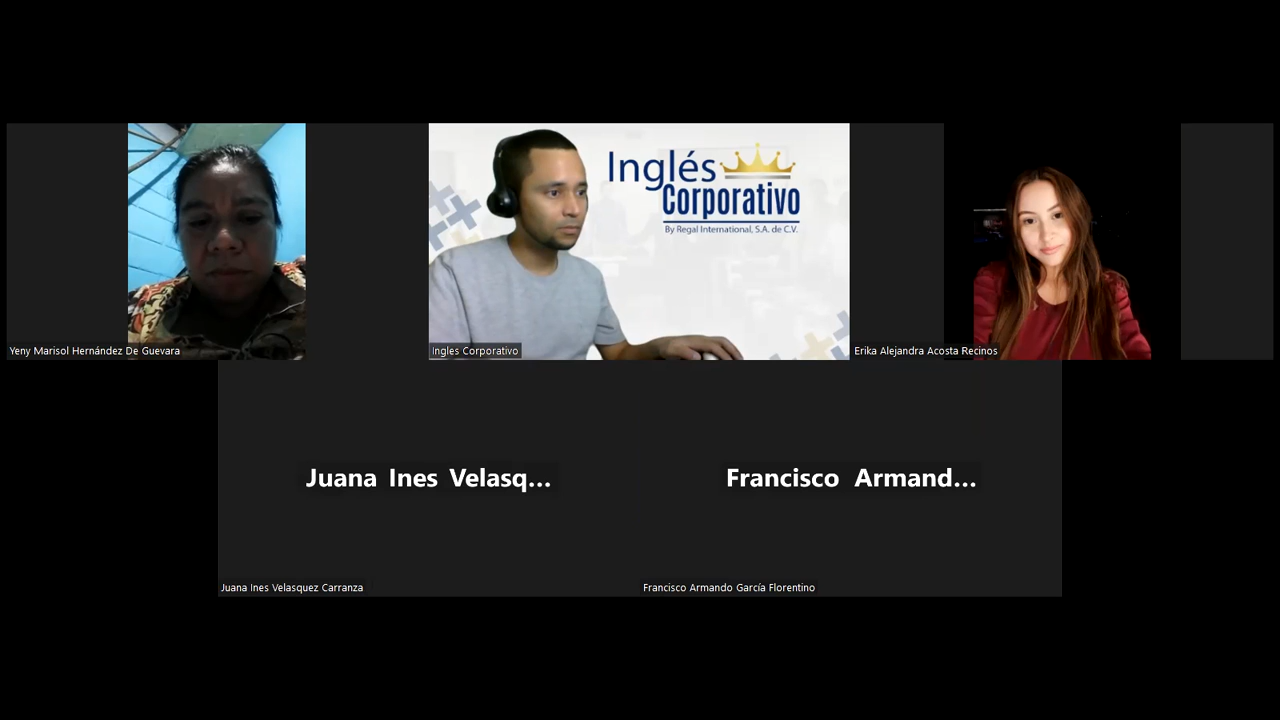 Inglés
Corporativo
By Regal International, S.A. de C.V.
Yeny Marisol Hernández De Guevara
Ingles Corporativo
Erika Alejandra Acosta Recinos
Juana Ines Velasq...
Francisco Armand...
Juana Ines Velasquez Carranza
Francisco Armando García Florentino